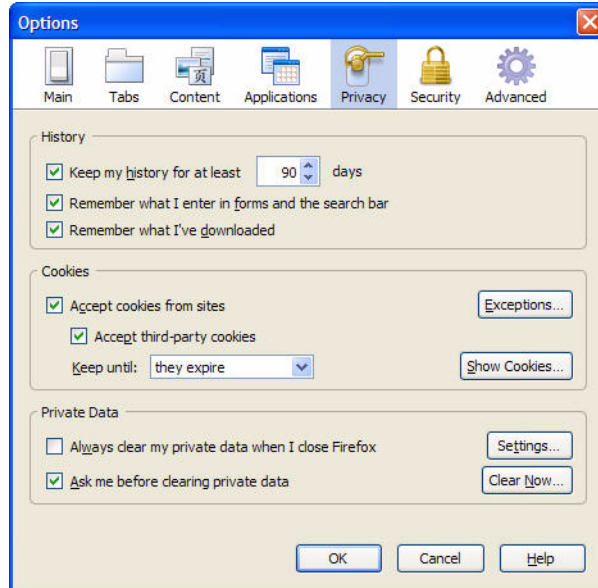 Options
Main Tabs Content Applications Privacy Security Advanced
页
History
Keep my history for at least 90 days
Remember what I enter in forms and the search bar
Remember what I've downloaded
Cookies
Accept cookies from sites Exceptions...
Accept third-party cookies
Keep until: they expire Show Cookies...
Private Data
Always clear my private data when I close Firefox Settings...
Ask me before clearing private data Clear Now...
OK Cancel Help